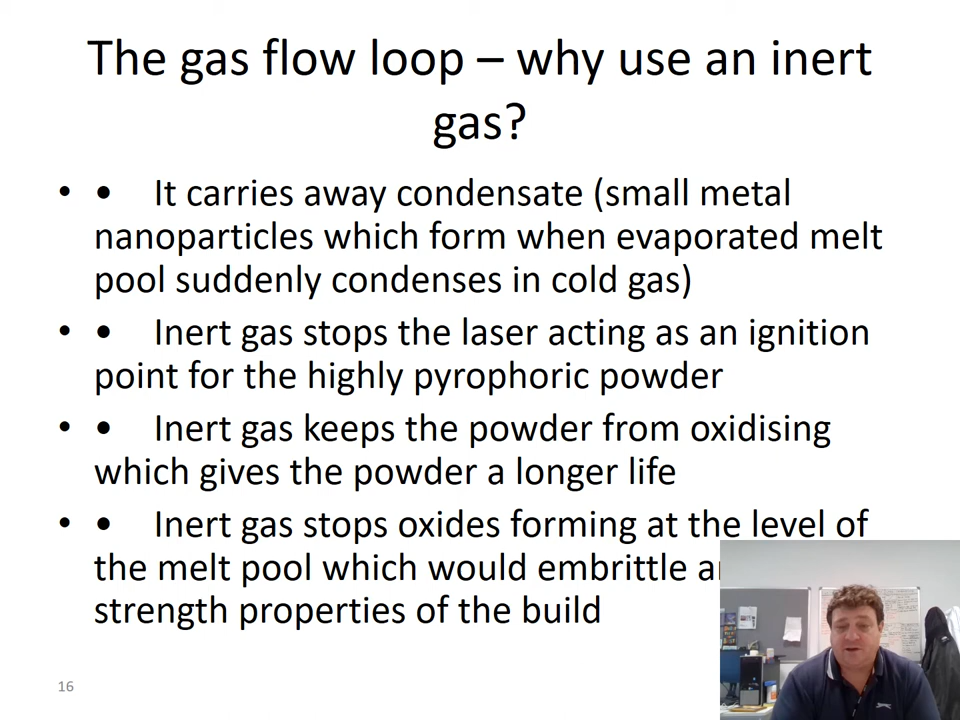 The gas flow loop – why use an inert
gas?
• • It carries away condensate (small metal
nanoparticles which form when evaporated melt
pool suddenly condenses in cold gas)
• • Inert gas stops the laser acting as an ignition
point for the highly pyrophoric powder
• • Inert gas keeps the powder from oxidising
which gives the powder a longer life
• • Inert gas stops oxides forming at the level of
the melt pool which would embrittle
strength properties of the build
16